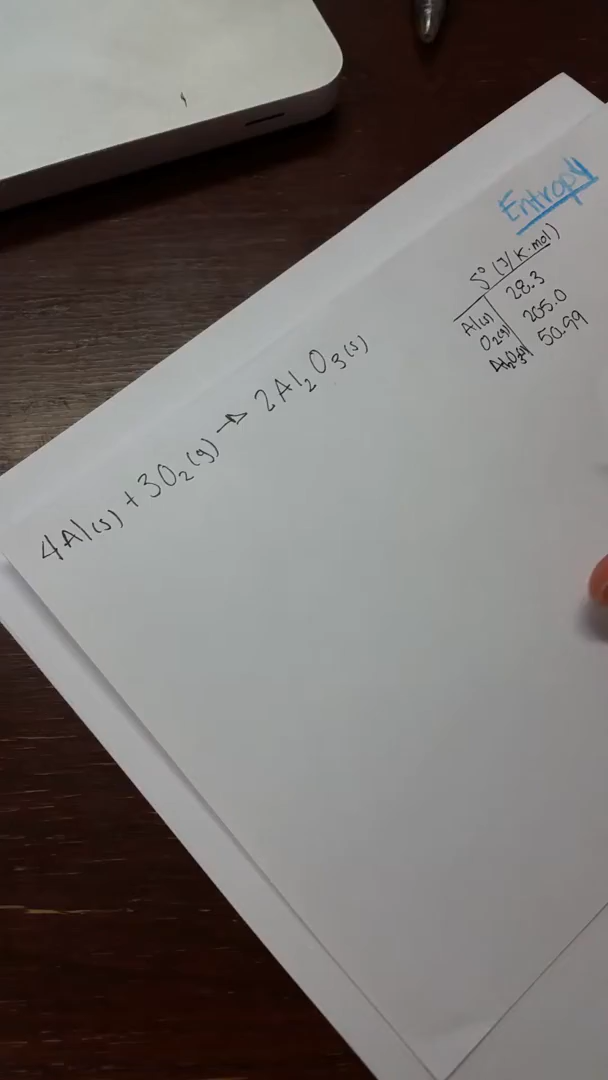 Entropy
S° (J/K·mol)
Al(s) 28.3
O₂(g) 205.0
Al₂O₃(s) 50.99
4Al(s) + 3O₂(g) → 2Al₂O₃(s)